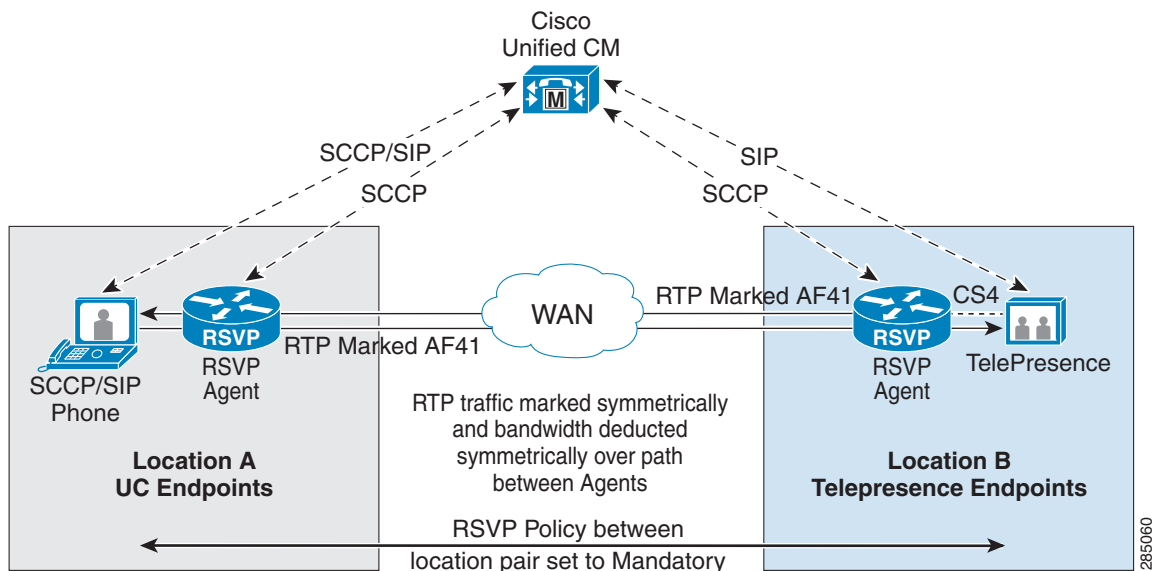 Cisco
Unified CM
M
SCCP/SIP
SCCP
SIP
SCCP
RTP Marked AF41
CS4
WAN
RSVP
RSVP
RTP Marked AF41
RSVP
Agent
RSVP
Agent
TelePresence
SCCP/SIP
Phone
RTP traffic marked symmetrically
and bandwidth deducted
symmetrically over path
between Agents
Location A
UC Endpoints
Location B
Telepresence Endpoints
RSVP Policy between
location pair set to Mandatory
285060